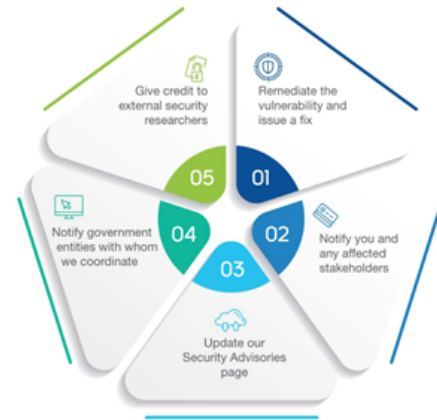 01
Remediate the
vulnerability and
issue a fix
02
Notify you and
any affected
stakeholders
03
Update our
Security Advisories
page
04
Notify government
entities with whom
we coordinate
05
Give credit to
external security
researchers